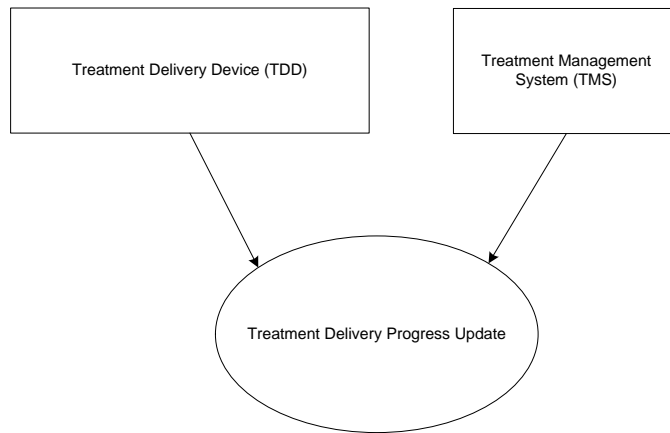 Treatment Delivery Device (TDD)
Treatment Management
System (TMS)
Treatment Delivery Progress Update